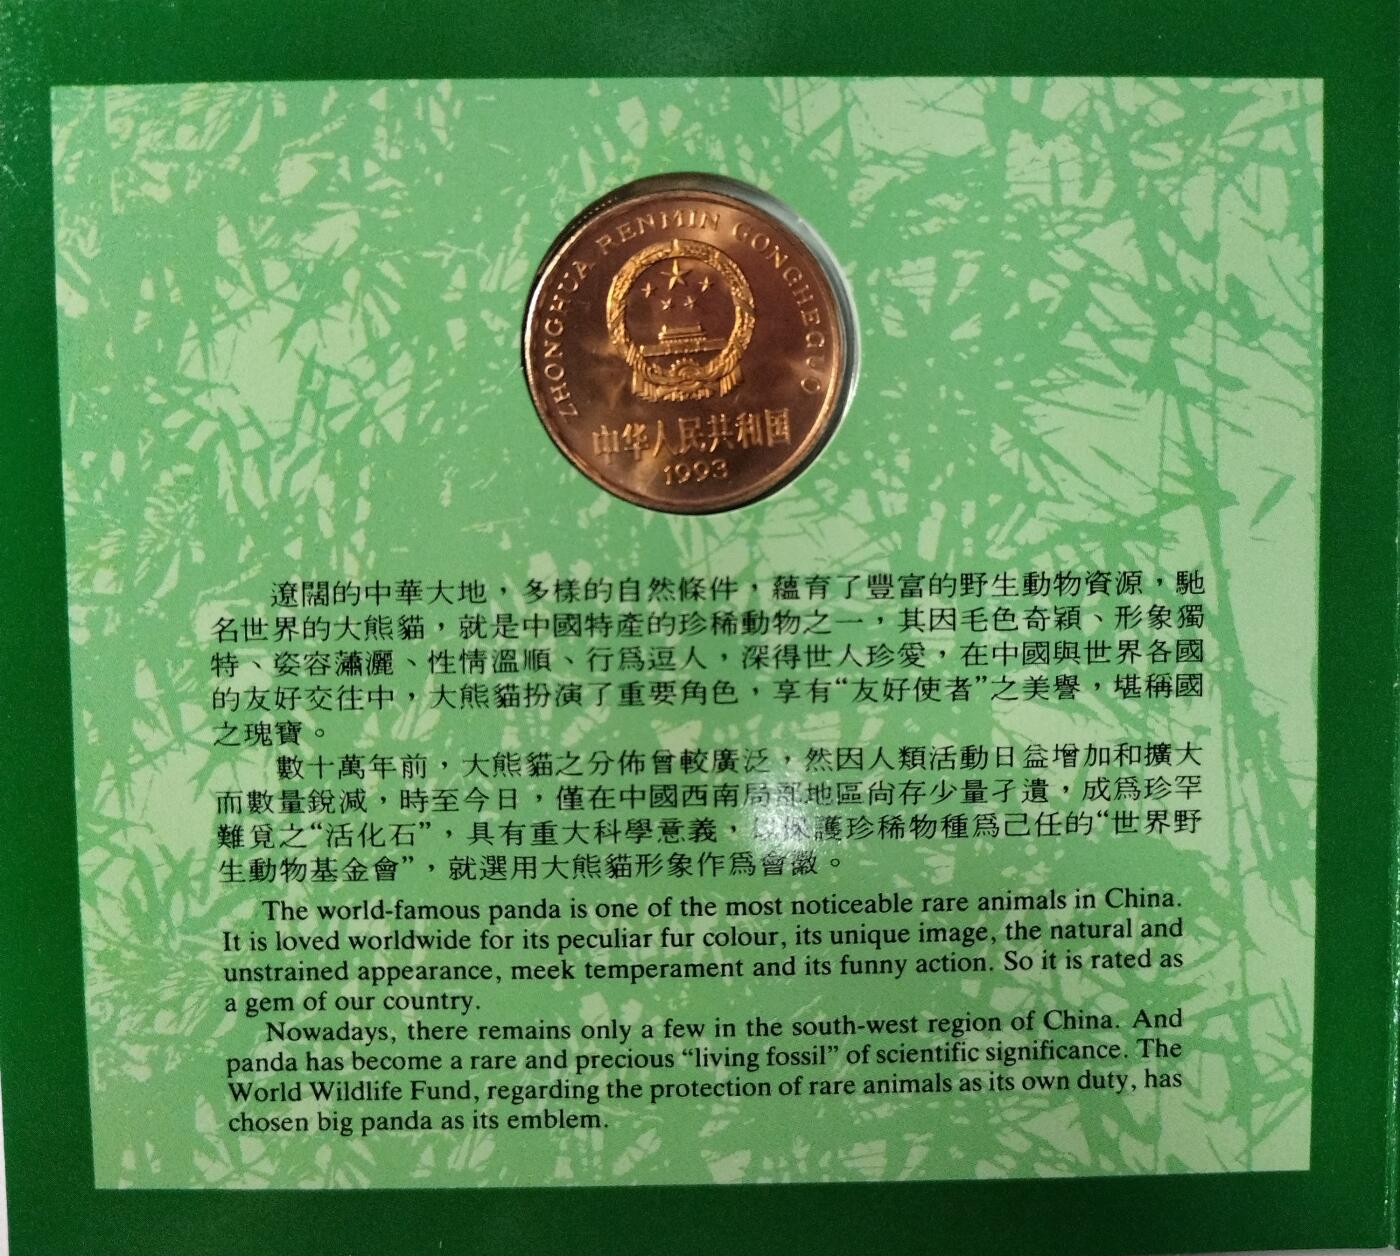 ZHONGHUA RENMIN GONGHEGUO
中华人民共和国
1993
遼闊的中華大地，多樣的自然條件，蘊育了豐富的野生動物資源，馳
名世界的大熊貓，就是中國特產的珍稀動物之一，其因毛色奇穎、形象獨
特、姿容瀟灑、性情溫順、行爲逗人，深得世人珍愛，在中國與世界各國
的友好交往中，大熊貓扮演了重要角色，享有“友好使者”之美譽，堪稱國
之瑰寶。
數十萬年前，大熊貓之分佈曾較廣泛，然因人類活動日益增加和擴大
而數量銳減，時至今日，僅在中國西南局部地區尚存少量孑遺，成爲珍罕
難覓之“活化石”，具有重大科學意義，以保護珍稀物種爲己任的“世界野
生動物基金會”，就選用大熊貓形象作爲會徽。
The world-famous panda is one of the most noticeable rare animals in China.
It is loved worldwide for its peculiar fur colour, its unique image, the natural and
unstrained appearance, meek temperament and its funny action. So it is rated as
a gem of our country.
Nowadays, there remains only a few in the south-west region of China. And
panda has become a rare and precious “living fossil” of scientific significance. The
World Wildlife Fund, regarding the protection of rare animals as its own duty, has
chosen big panda as its emblem.